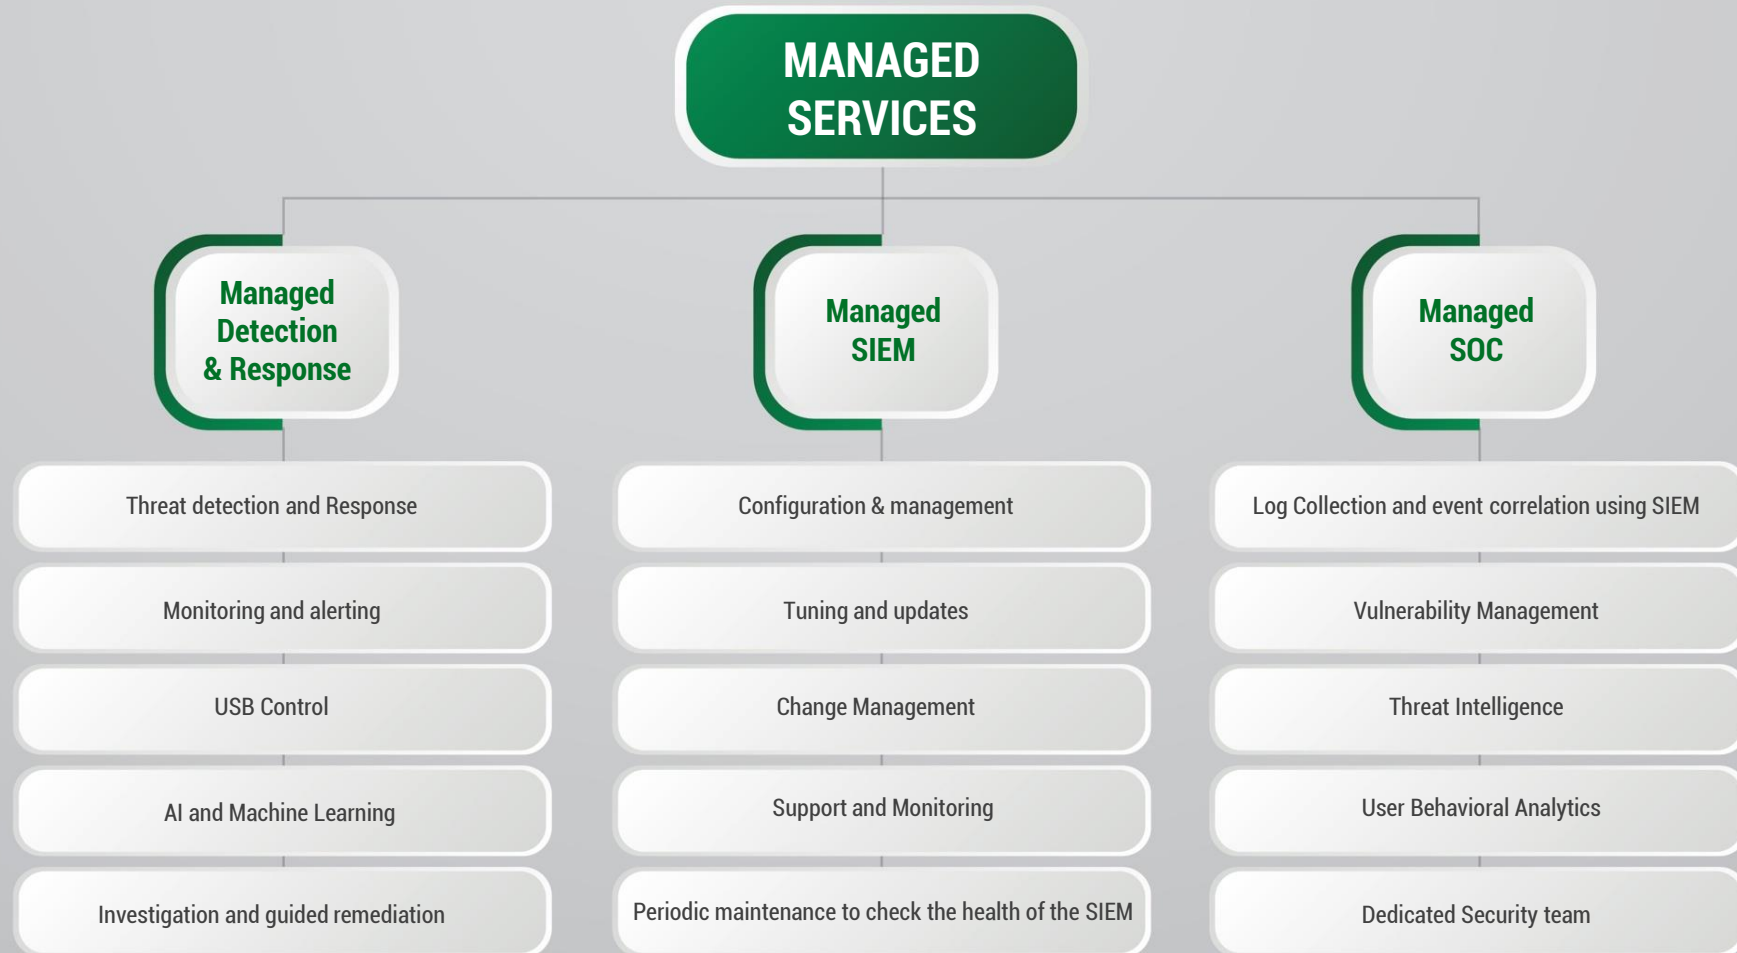 MANAGED
SERVICES
Managed
Detection
& Response
Threat detection and Response
Monitoring and alerting
USB Control
AI and Machine Learning
Investigation and guided remediation
Managed
SIEM
Configuration & management
Tuning and updates
Change Management
Support and Monitoring
Periodic maintenance to check the health of the SIEM
Managed
SOC
Log Collection and event correlation using SIEM
Vulnerability Management
Threat Intelligence
User Behavioral Analytics
Dedicated Security team